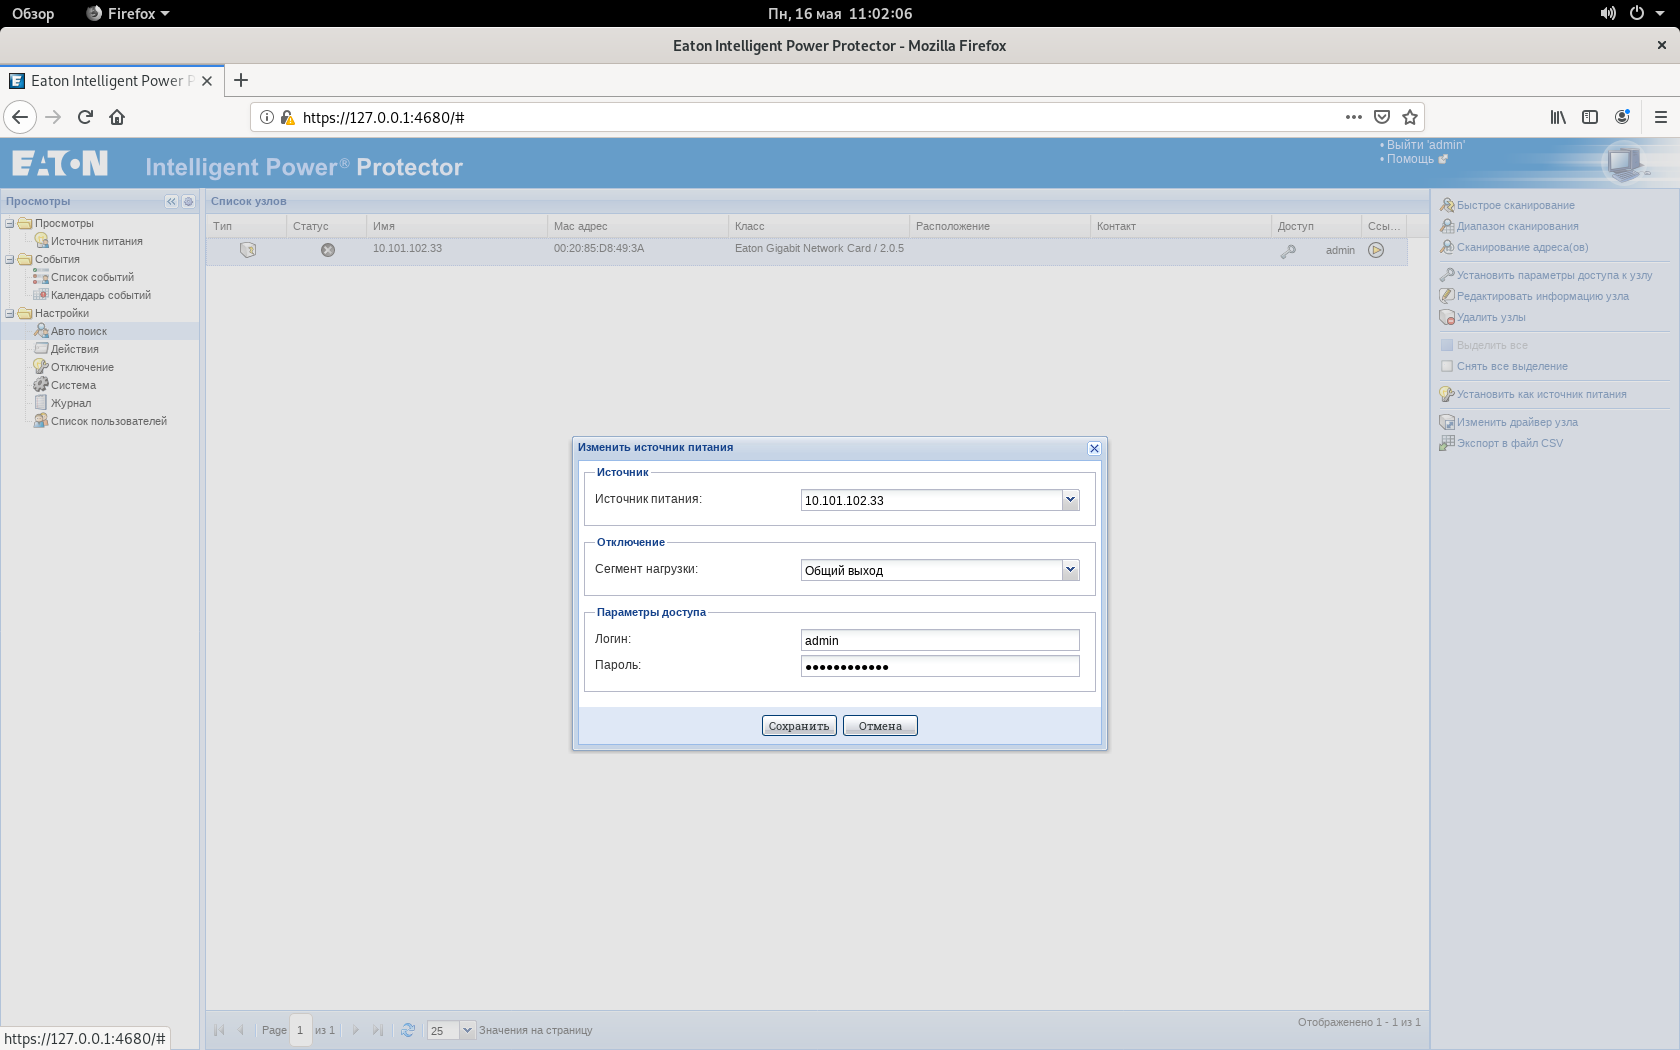 Обзор Firefox Пн, 16 мая 11:02:06
Eaton Intelligent Power Protector - Mozilla Firefox
Eaton Intelligent Power P
https://127.0.0.1:4680/#
EATON Intelligent Power® Protector
• Выйти 'admin'
• Помощь
Просмотры
Просмотры
Источник питания
События
Список событий
Календарь событий
Настройки
Авто поиск
Действия
Отключение
Система
Журнал
Список пользователей
Список узлов
Тип Статус Имя Мас адрес Класс Расположение Контакт Доступ Ссы...
10.101.102.33 00:20:85:D8:49:3A Eaton Gigabit Network Card / 2.0.5 admin
Изменить источник питания
Источник
Источник питания: 10.101.102.33
Отключение
Сегмент нагрузки: Общий выход
Параметры доступа
Логин: admin
Пароль: ••••••••••••
Сохранить Отмена
Быстрое сканирование
Диапазон сканирования
Сканирование адреса(ов)
Установить параметры доступа к узлу
Редактировать информацию узла
Удалить узлы
Выделить все
Снять все выделение
Установить как источник питания
Изменить драйвер узла
Экспорт в файл CSV
Page 1 из 1 25 Значения на страницу
Отображенено 1 - 1 из 1
https://127.0.0.1:4680/#